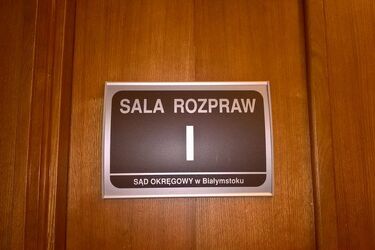 SALA ROZPRAW
I
SĄD OKRĘGOWY w Białymstoku